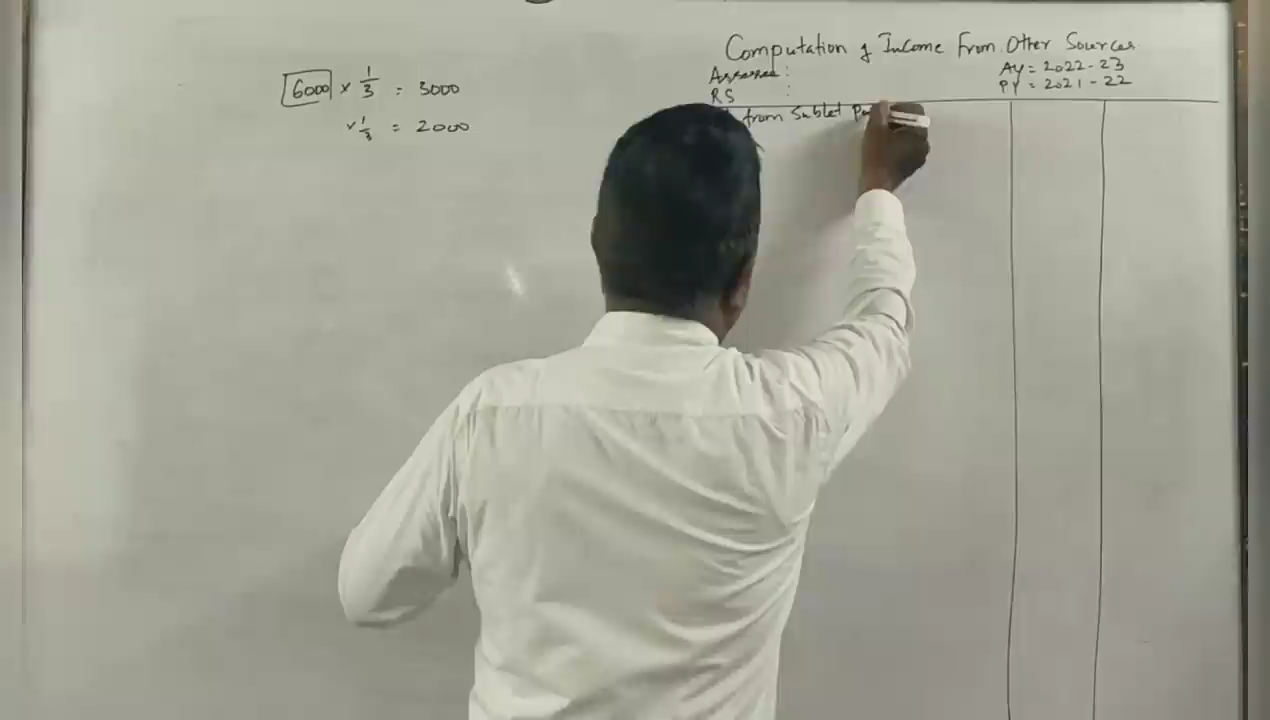 6000 × 1/3 = 3000
× 1/3 = 2000
Computation of Income From Other Sources
Assessee :
AY = 2022-23
RS :
PY = 2021-22
from Sublet